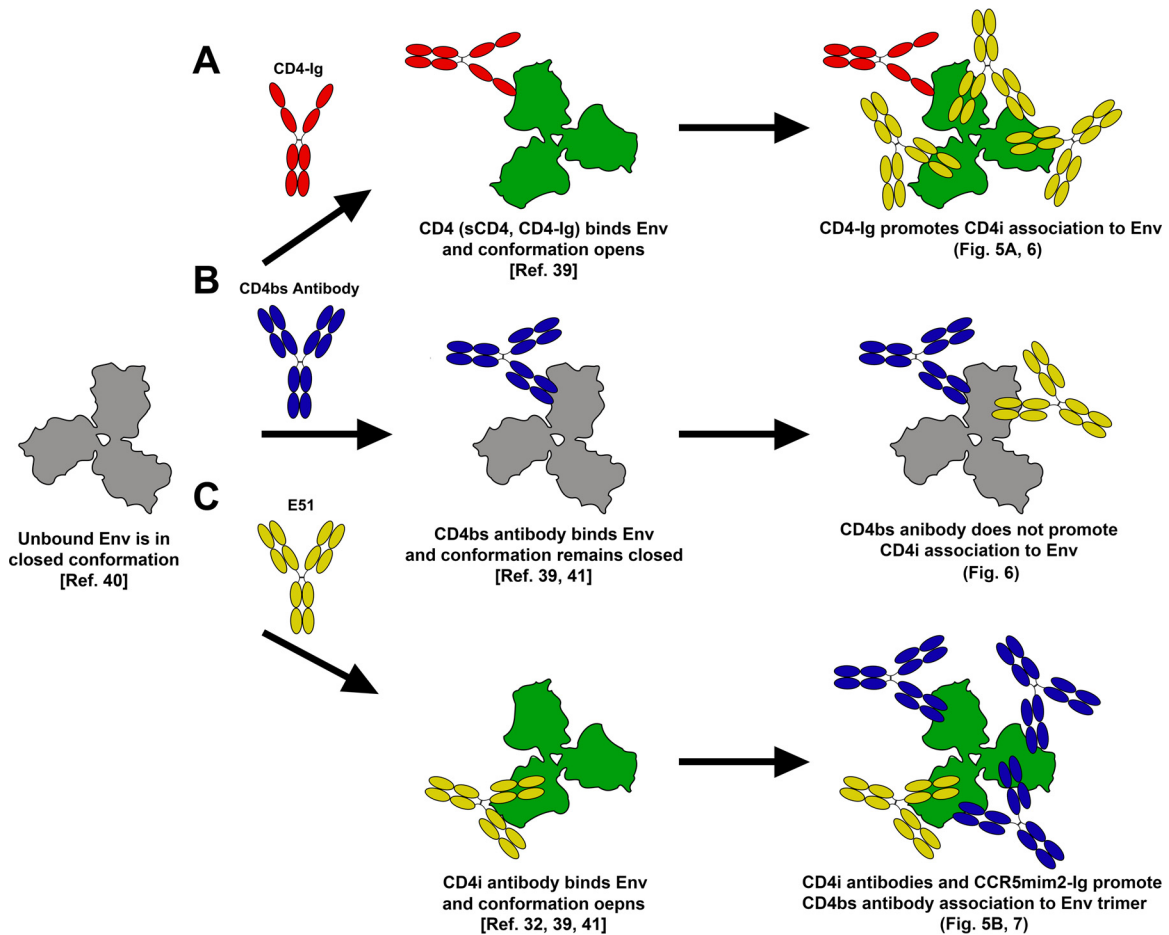 A
CD4-Ig
CD4 (sCD4, CD4-Ig) binds Env
and conformation opens
[Ref. 39]
CD4-Ig promotes CD4i association to Env
(Fig. 5A, 6)
B
CD4bs Antibody
Unbound Env is in
closed conformation
[Ref. 40]
CD4bs antibody binds Env
and conformation remains closed
[Ref. 39, 41]
CD4bs anibody does not promote
CD4i association to Env
(Fig. 6)
C
E51
CD4i antibody binds Env
and conformation oepns
[Ref. 32, 39, 41]
CD4i antibodies and CCR5mim2-Ig promote
CD4bs antibody association to Env trimer
(Fig. 5B, 7)